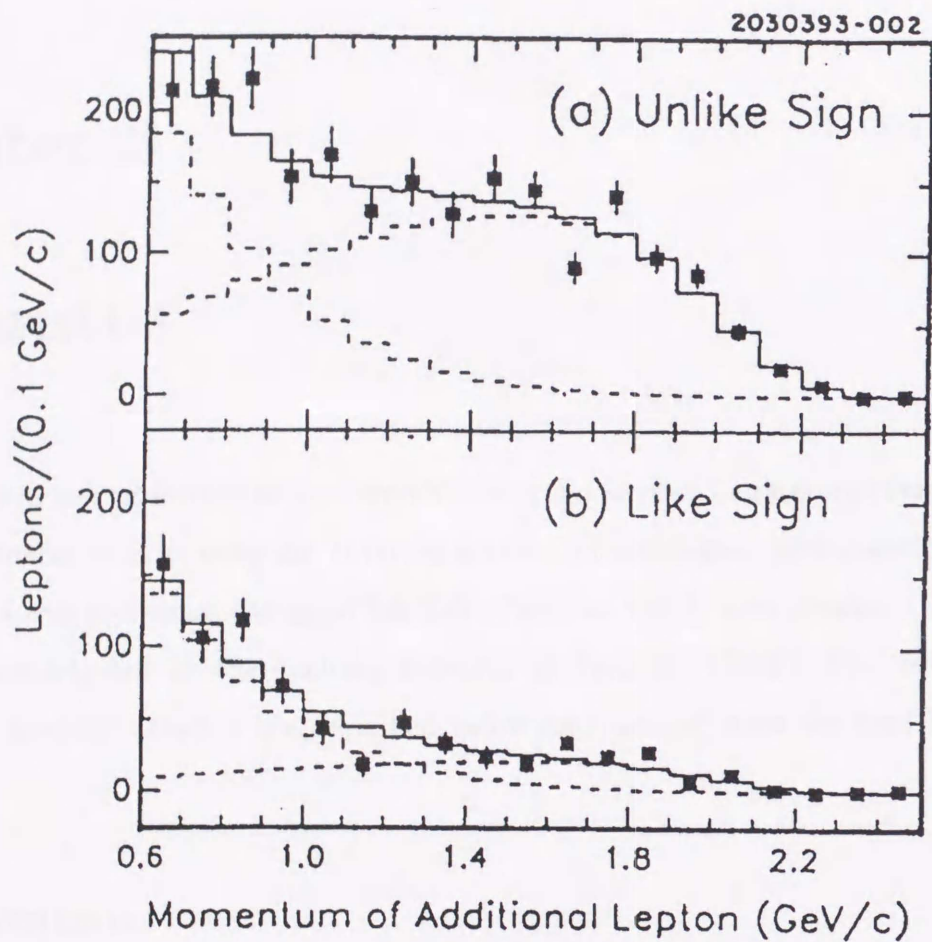 2030393-002
(a) Unlike Sign
200
100
0
(b) Like Sign
200
100
0
Leptons/(0.1 GeV/c)
0.6 1.0 1.4 1.8 2.2
Momentum of Additional Lepton (GeV/c)